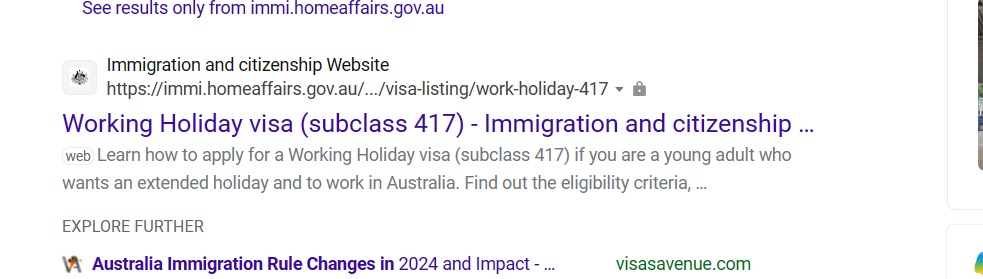 See results only from immi.homeaffairs.gov.au
Immigration and citizenship Website
https://immi.homeaffairs.gov.au/.../visa-listing/work-holiday-417
Working Holiday visa (subclass 417) - Immigration and citizenship ...
web Learn how to apply for a Working Holiday visa (subclass 417) if you are a young adult who
wants an extended holiday and to work in Australia. Find out the eligibility criteria, ...
EXPLORE FURTHER
Australia Immigration Rule Changes in 2024 and Impact - ... visasavenue.com